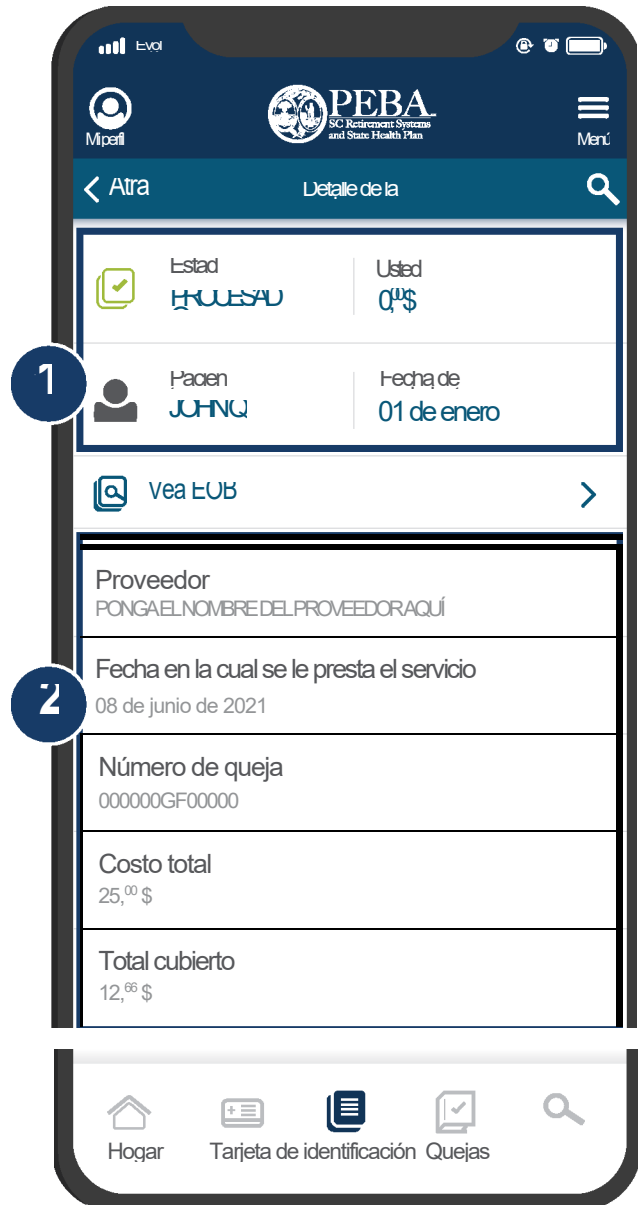 Evol
Mi perfil
PEBA
SC Retirement Systems
and State Health Plan
Menú
Atra
Detalle de la
Estad
PROCESAD
Usted
0,00$
1
Pacien
JOHN Q
Fecha de
01 de enero
Vea EOB
Proveedor
PONGA EL NOMBRE DEL PROVEEDOR AQUÍ
2
Fecha en la cual se le presta el servicio
08 de junio de 2021
Número de queja
000000GF00000
Costo total
25,00 $
Total cubierto
12,66 $
Hogar
Tarjeta de identificación
Quejas